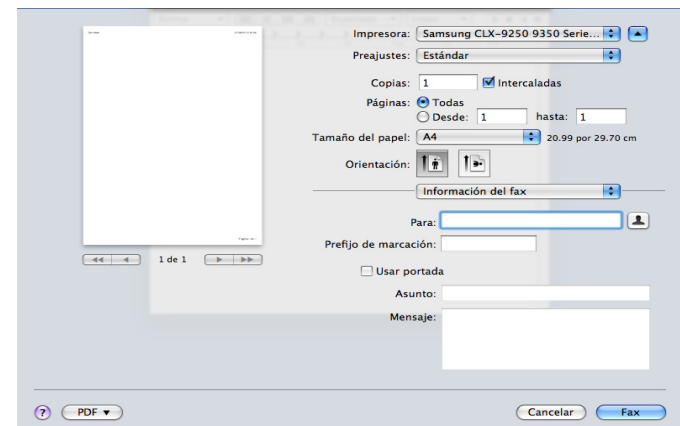 Impresora: Samsung CLX-9250 9350 Serie...
Preajustes: Estándar
Copias: 1 Intercaladas
Páginas: Todas
Desde: 1 hasta: 1
Tamaño del papel: A4 20.99 por 29.70 cm
Orientación:
Información del fax
Para:
Prefijo de marcación:
1 de 1
Usar portada
Asunto:
Mensaje:
? PDF Cancelar Fax